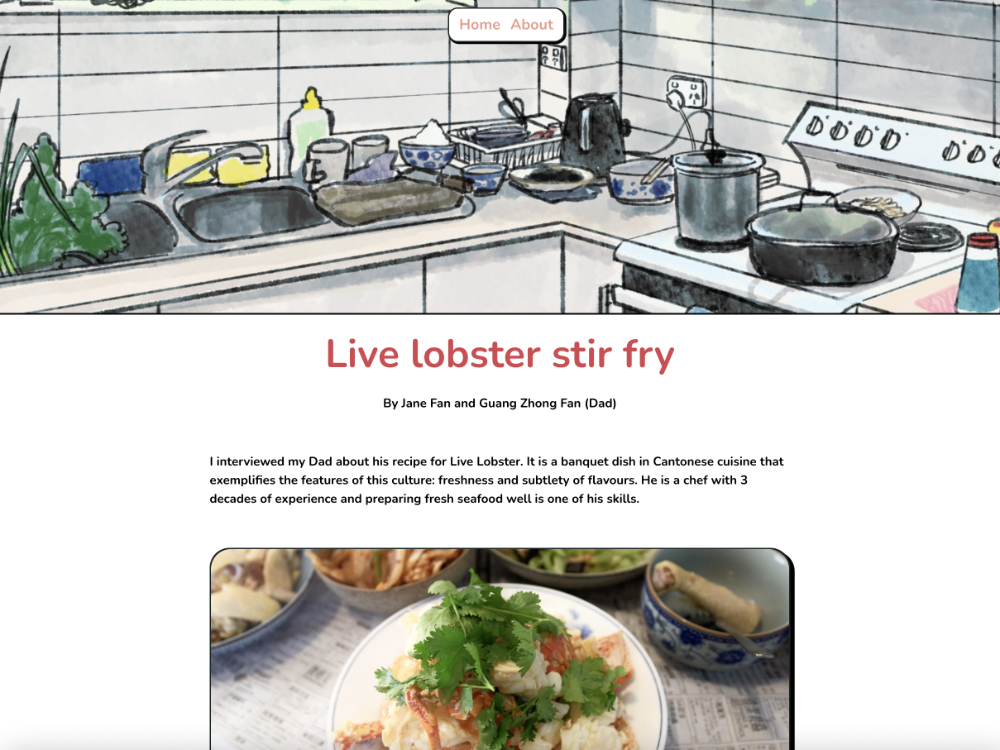 Home About
Live lobster stir fry
By Jane Fan and Guang Zhong Fan (Dad)
I interviewed my Dad about his recipe for Live Lobster. It is a banquet dish in Cantonese cuisine that
exemplifies the features of this culture: freshness and subtlety of flavours. He is a chef with 3
decades of experience and preparing fresh seafood well is one of his skills.